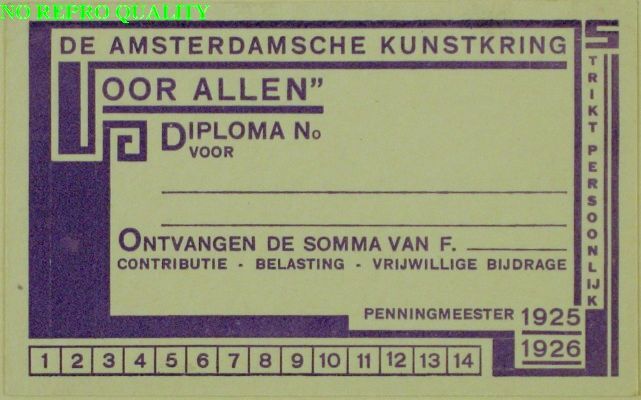 NO REPRO QUALITY
DE AMSTERDAMSCHE KUNSTKRING
VOOR ALLEN"
DIPLOMA No
VOOR
ONTVANGEN DE SOMMA VAN F.
CONTRIBUTIE - BELASTING - VRIJWILLIGE BIJDRAGE
PENNINGMEESTER 1925
1926
STRIKT PERSOONLIJK
1 2 3 4 5 6 7 8 9 10 11 12 13 14